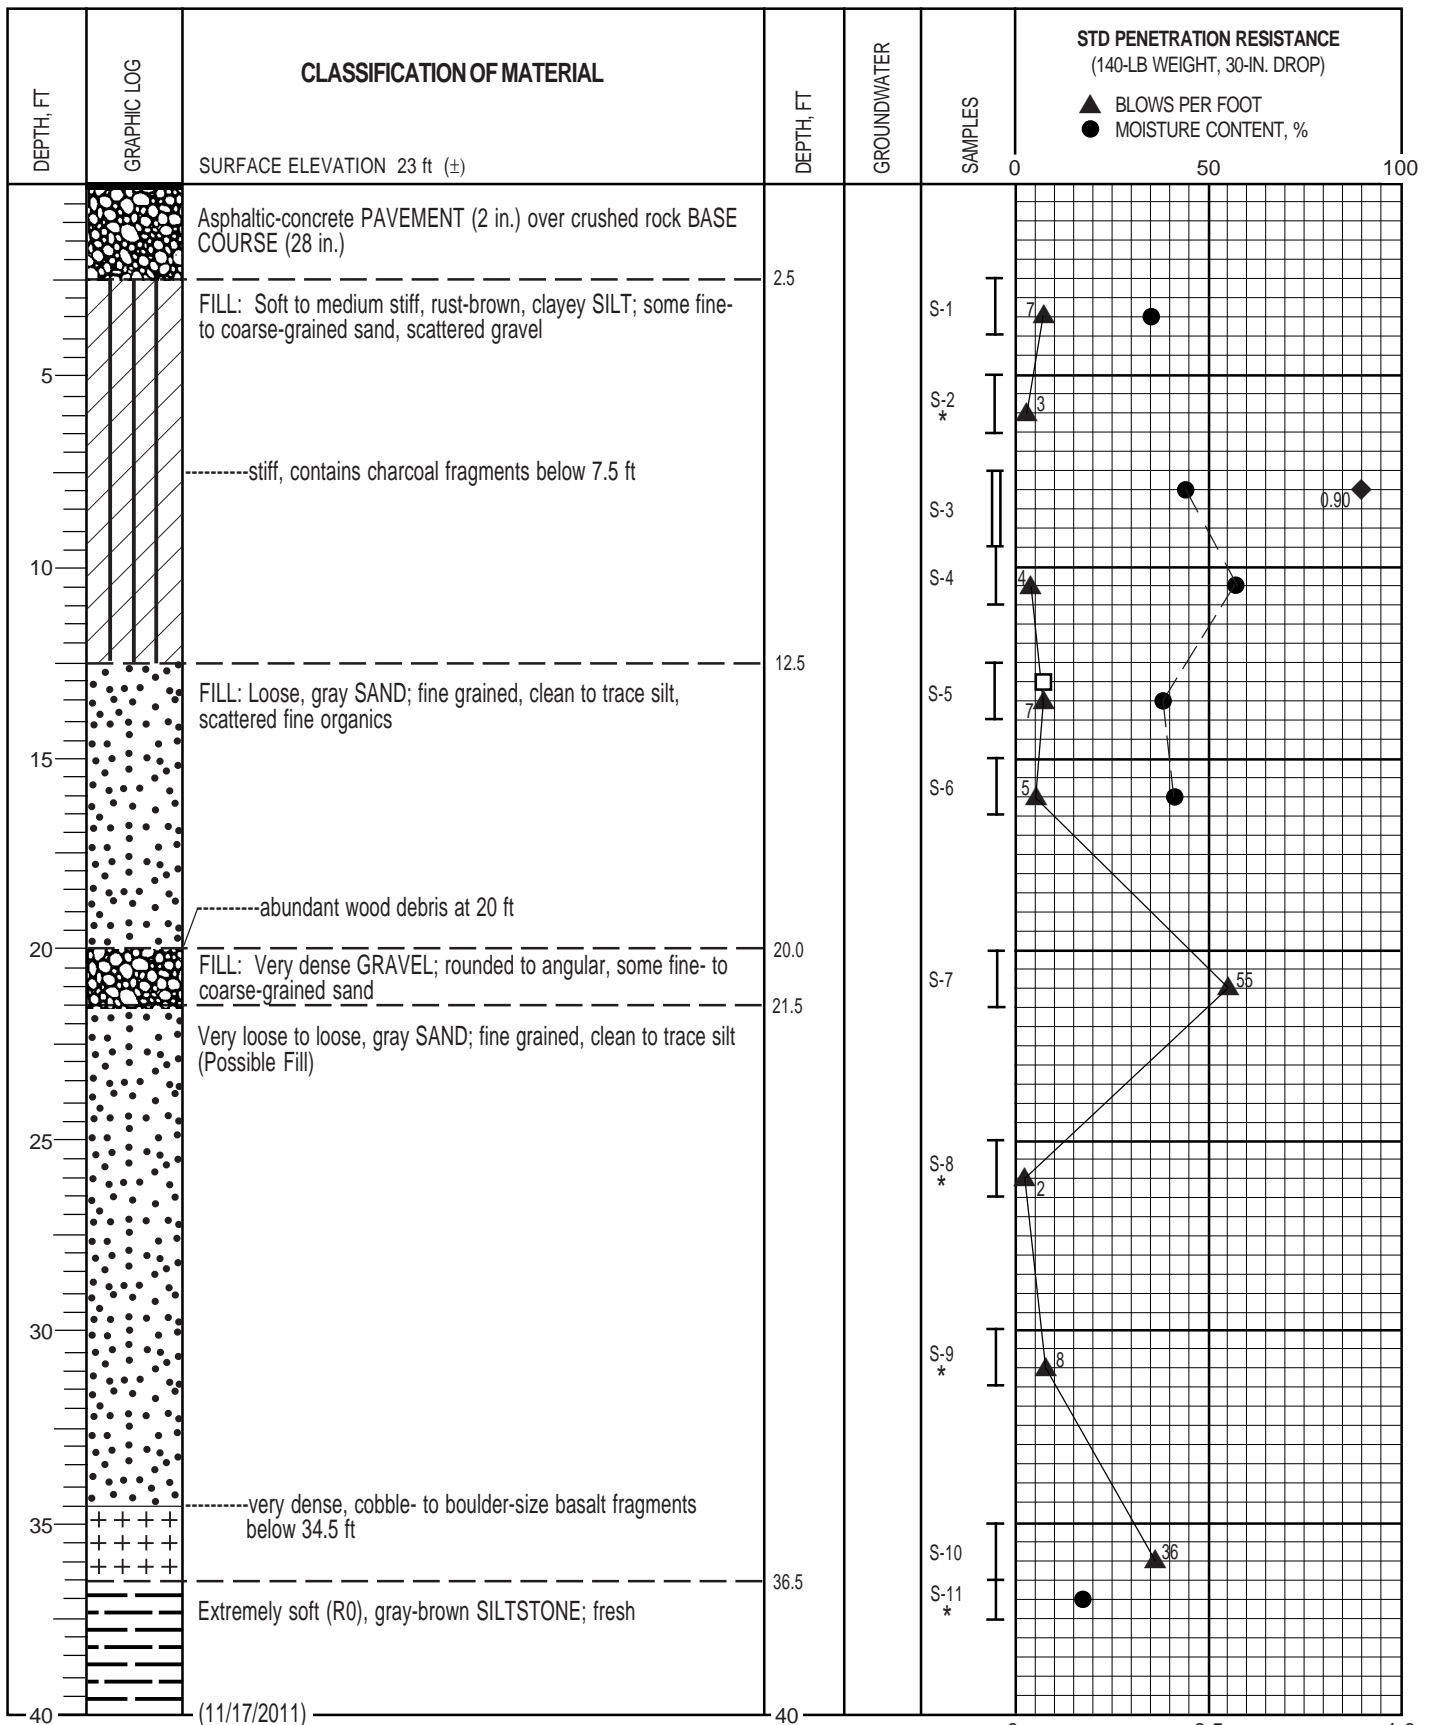 DEPTH, FT
GRAPHIC LOG
CLASSIFICATION OF MATERIAL
SURFACE ELEVATION 23 ft (±)
DEPTH, FT
GROUNDWATER
SAMPLES
STD PENETRATION RESISTANCE
(140-LB WEIGHT, 30-IN. DROP)
▲ BLOWS PER FOOT
● MOISTURE CONTENT, %
0 50 100
Asphaltic-concrete PAVEMENT (2 in.) over crushed rock BASE
COURSE (28 in.)
2.5
FILL: Soft to medium stiff, rust-brown, clayey SILT; some fine-
to coarse-grained sand, scattered gravel
S-1 7
5
S-2 3
*
stiff, contains charcoal fragments below 7.5 ft
S-3 0.90
10
S-4 4
12.5
FILL: Loose, gray SAND; fine grained, clean to trace silt,
scattered fine organics
S-5 7
15
S-6 5
abundant wood debris at 20 ft
20 20.0
FILL: Very dense GRAVEL; rounded to angular, some fine- to
coarse-grained sand
S-7 55
21.5
Very loose to loose, gray SAND; fine grained, clean to trace silt
(Possible Fill)
25
S-8
* 2
30
S-9 8
*
very dense, cobble- to boulder-size basalt fragments
below 34.5 ft
35
S-10 36
36.5
S-11
*
Extremely soft (R0), gray-brown SILTSTONE; fresh
40 (11/17/2011) 40